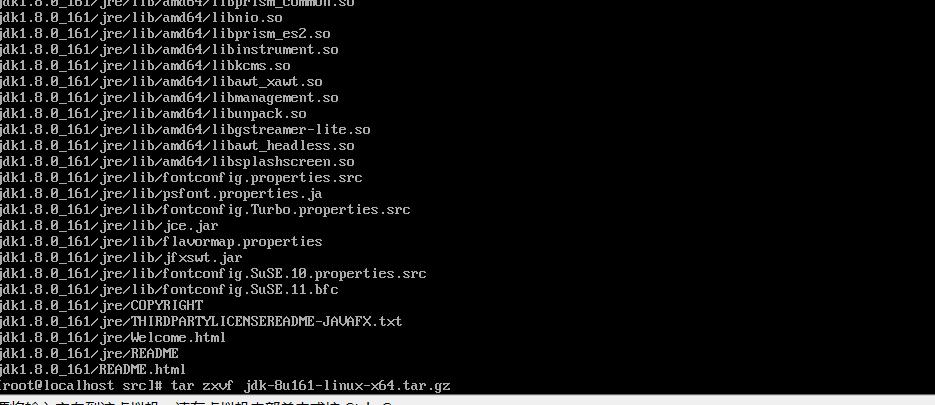 jdk1.8.0_161/jre/lib/amd64/libprism_common.so
jdk1.8.0_161/jre/lib/amd64/libnio.so
jdk1.8.0_161/jre/lib/amd64/libprism_es2.so
jdk1.8.0_161/jre/lib/amd64/libinstrument.so
jdk1.8.0_161/jre/lib/amd64/libkcms.so
jdk1.8.0_161/jre/lib/amd64/libawt_xawt.so
jdk1.8.0_161/jre/lib/amd64/libmanagement.so
jdk1.8.0_161/jre/lib/amd64/libunpack.so
jdk1.8.0_161/jre/lib/amd64/libgstreamer-lite.so
jdk1.8.0_161/jre/lib/amd64/libawt_headless.so
jdk1.8.0_161/jre/lib/amd64/libsplashscreen.so
jdk1.8.0_161/jre/lib/fontconfig.properties.src
jdk1.8.0_161/jre/lib/psfont.properties.ja
jdk1.8.0_161/jre/lib/fontconfig.Turbo.properties.src
jdk1.8.0_161/jre/lib/jce.jar
jdk1.8.0_161/jre/lib/flavormap.properties
jdk1.8.0_161/jre/lib/jfxswt.jar
jdk1.8.0_161/jre/lib/fontconfig.SuSE.10.properties.src
jdk1.8.0_161/jre/lib/fontconfig.SuSE.11.bfc
jdk1.8.0_161/jre/COPYRIGHT
jdk1.8.0_161/jre/THIRDPARTYLICENSEREADME-JAVAFX.txt
jdk1.8.0_161/jre/Welcome.html
jdk1.8.0_161/jre/README
jdk1.8.0_161/README.html
[root@localhost src]# tar zxvf  jdk-8u161-linux-x64.tar.gz